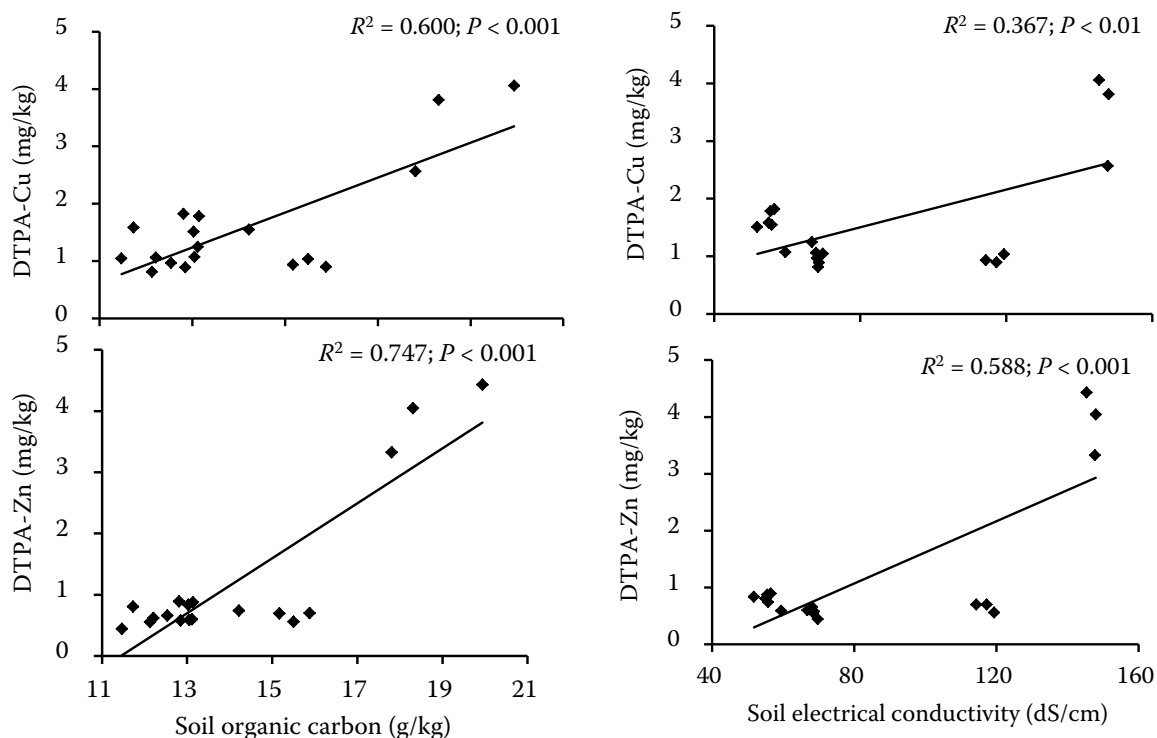 R² = 0.600; P < 0.001
5
4
3
2
1
0
DTPA-Cu (mg/kg)
R² = 0.367; P < 0.01
5
4
3
2
1
0
DTPA-Cu (mg/kg)
R² = 0.747; P < 0.001
5
4
3
2
1
0
DTPA-Zn (mg/kg)
11 13 15 17 19 21
Soil organic carbon (g/kg)
R² = 0.588; P < 0.001
5
4
3
2
1
0
DTPA-Zn (mg/kg)
40 80 120 160
Soil electrical conductivity (dS/cm)